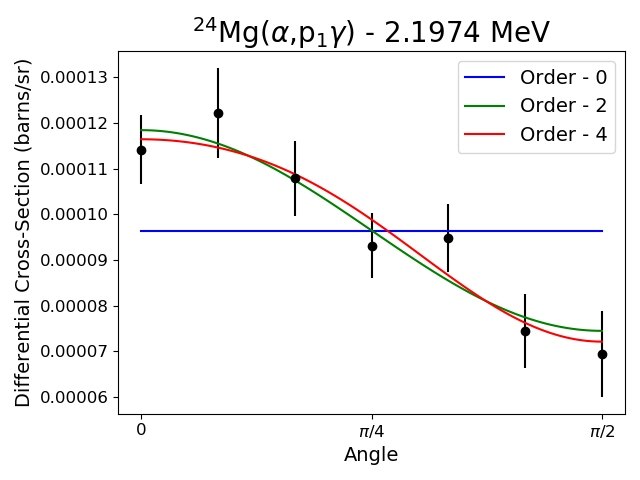 ²⁴Mg(α,p₁γ) - 2.1974 MeV
Differential Cross-Section (barns/sr)
0.00013
0.00012
0.00011
0.00010
0.00009
0.00008
0.00007
0.00006
Order - 0
Order - 2
Order - 4
0
π/4
π/2
Angle